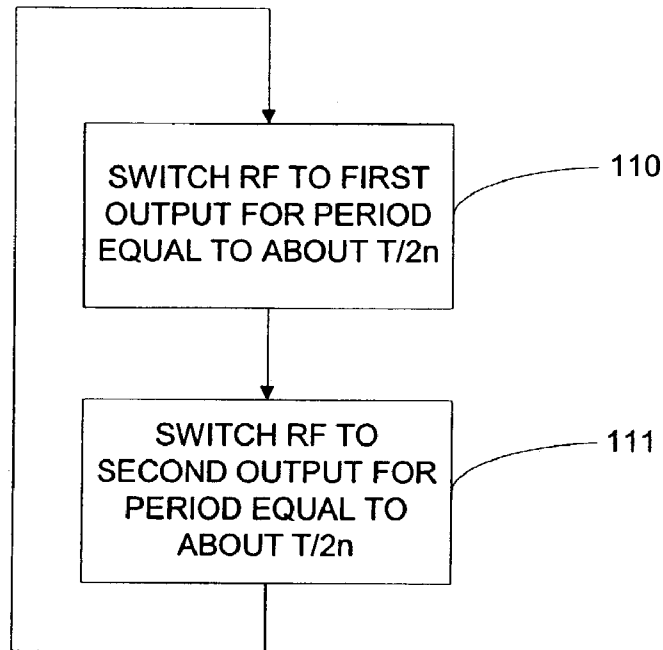 SWITCH RF TO FIRST
OUTPUT FOR PERIOD
EQUAL TO ABOUT T/2n
110
SWITCH RF TO
SECOND OUTPUT FOR
PERIOD EQUAL TO
ABOUT T/2n
111